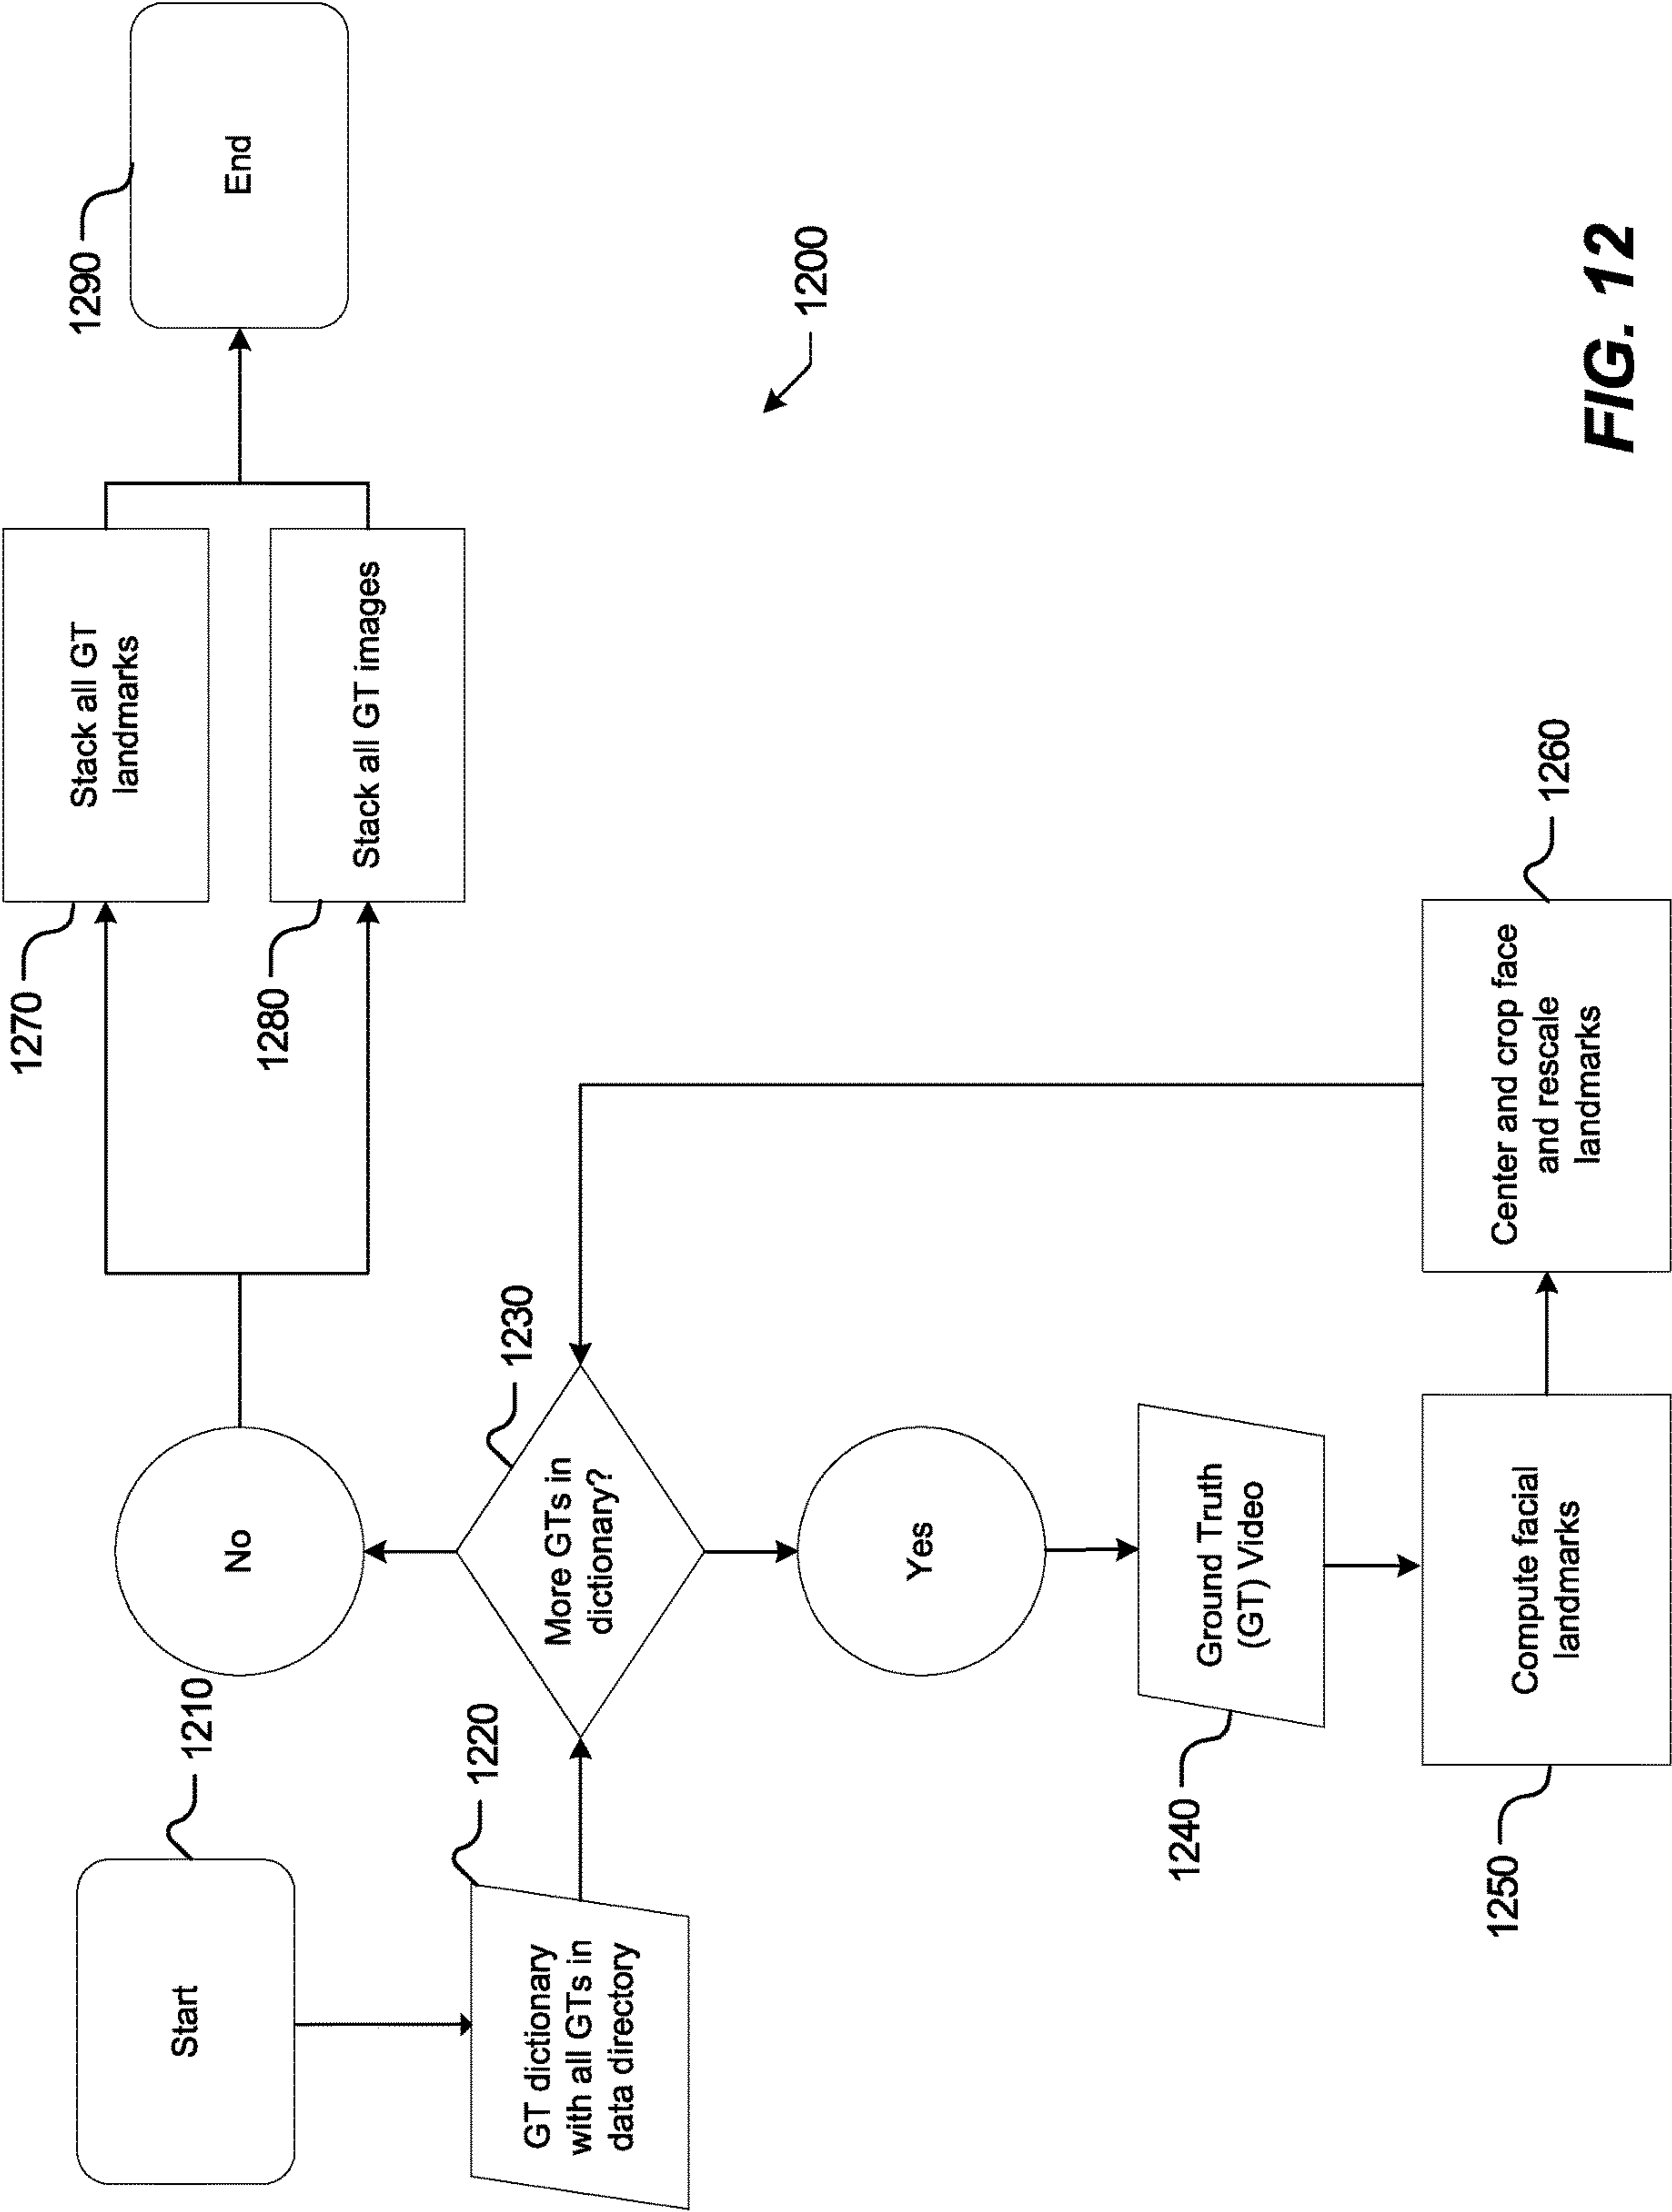 1210
Start
1220
GT dictionary
with all GTs in
data directory
1230
More GTs in
dictionary?
No
Yes
1240
Ground Truth
(GT) Video
1250
Compute facial
landmarks
1260
Center and crop face
and rescale
landmarks
1270
Stack all GT
landmarks
1280
Stack all GT images
1290
End
1200
FIG. 12